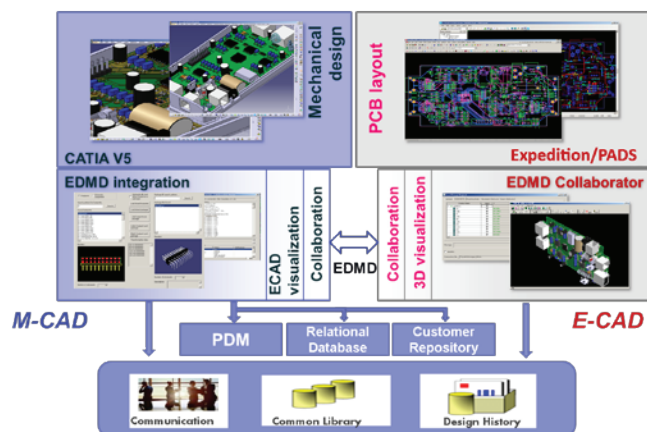 Mechanical
design
CATIA V5
PCB layout
Expedition/PADS
EDMD integration
ECAD
visualization
Collaboration
EDMD
Collaboration
3D visualization
EDMD Collaborator
M-CAD
E-CAD
PDM
Relational
Database
Customer
Repository
Communication
Common Library
Design History